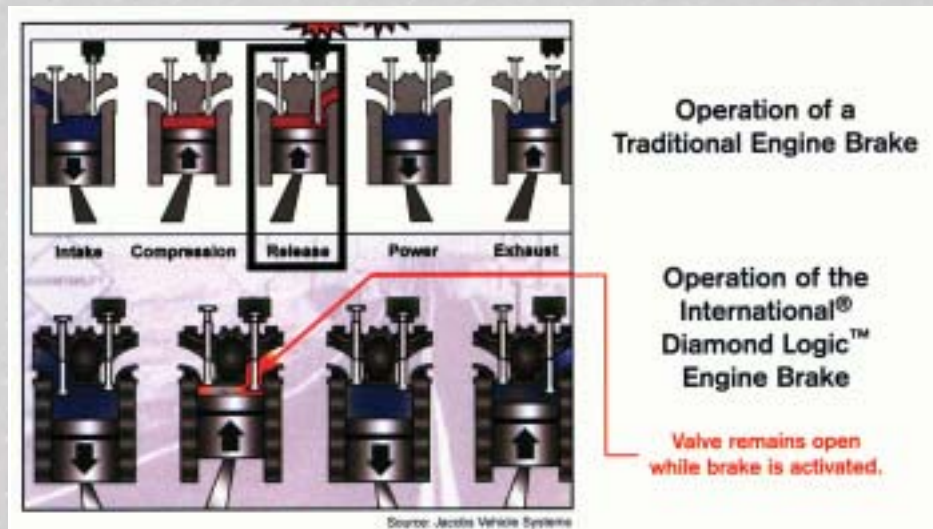 Operation of a
Traditional Engine Brake
Intake Compression Release Power Exhaust
Operation of the
International®
Diamond Logic™
Engine Brake
Valve remains open
while brake is activated.
Source: Jacobs Vehicle Systems